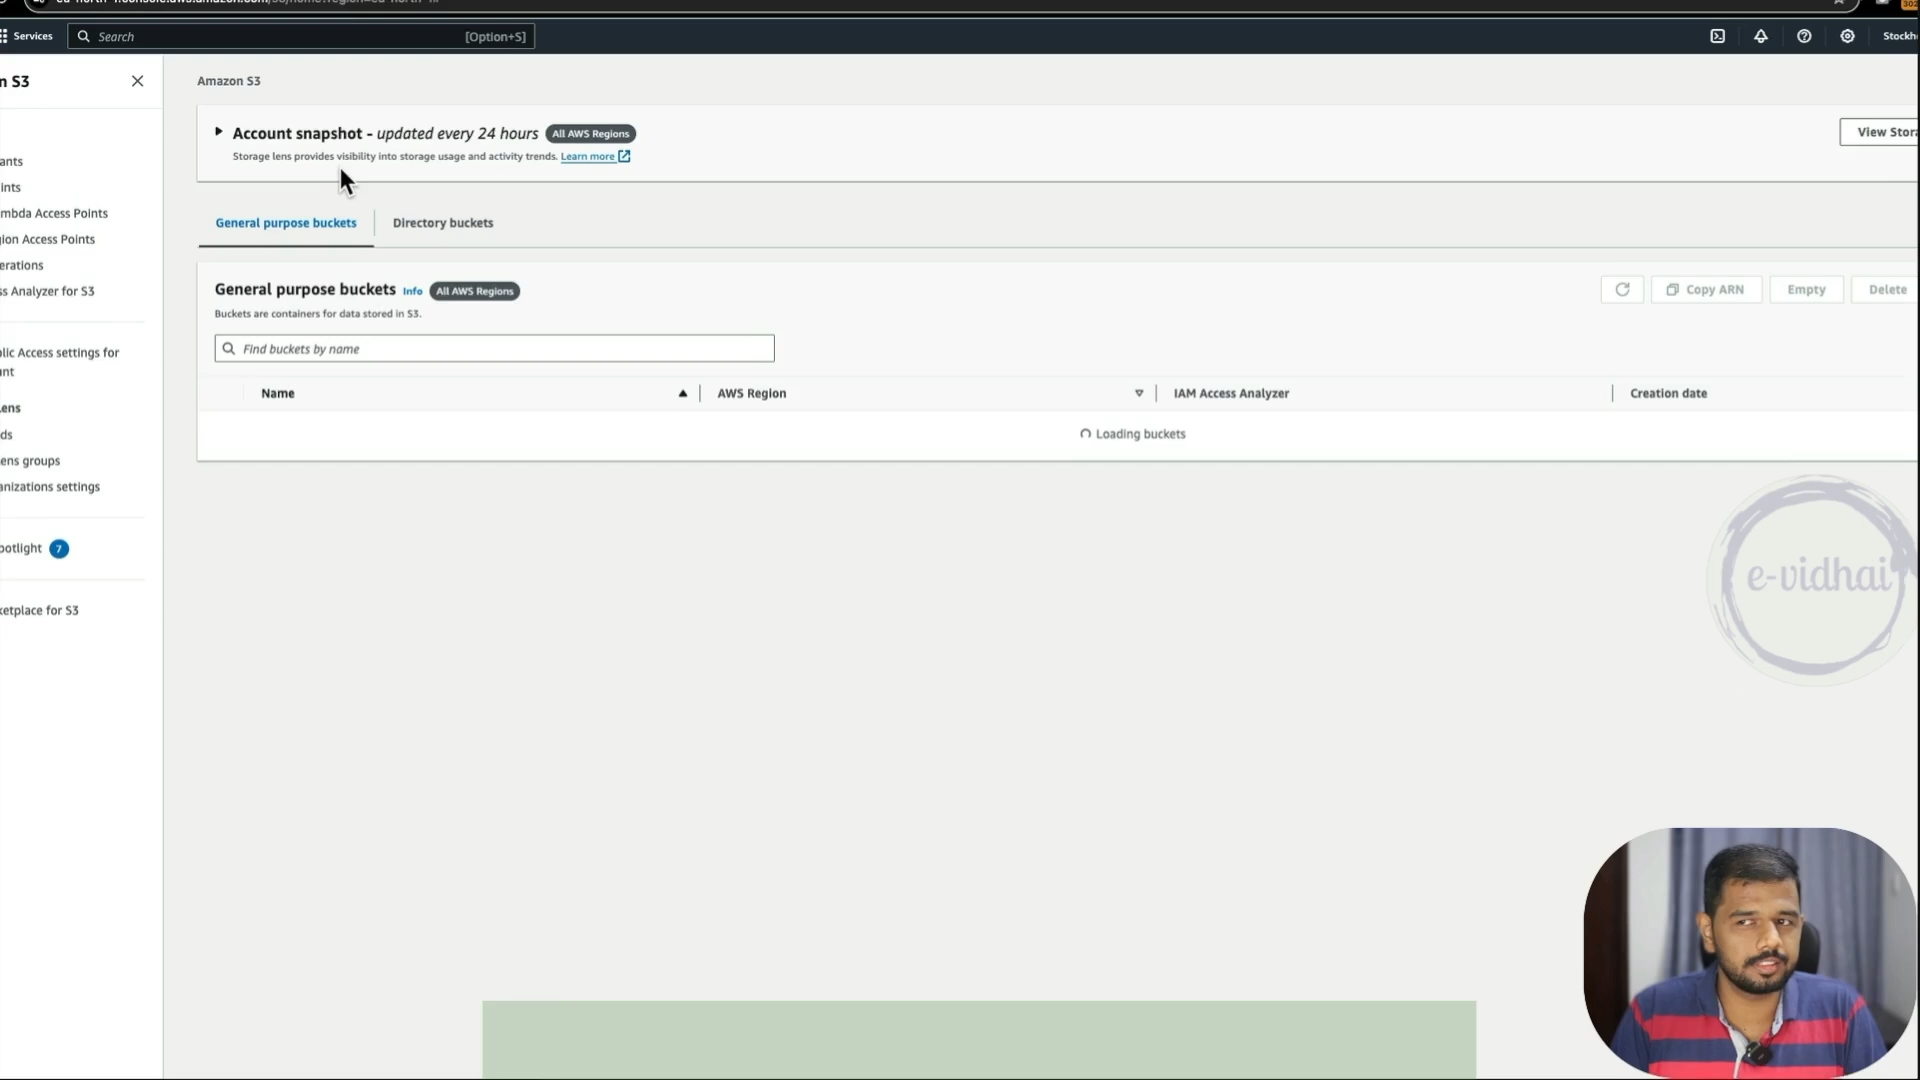 Services
Search
[Option+S]
n S3
Amazon S3
Account snapshot - updated every 24 hours
All AWS Regions
Storage lens provides visibility into storage usage and activity trends. Learn more
View Stor
ants
ints
mbda Access Points
gion Access Points
erations
ss Analyzer for S3
General purpose buckets
Directory buckets
General purpose buckets Info
All AWS Regions
Buckets are containers for data stored in S3.
Copy ARN
Empty
Delete
Find buckets by name
Name
AWS Region
IAM Access Analyzer
Creation date
Loading buckets
lic Access settings for
nt
ens
ds
ens groups
anizations settings
potlight 7
ketplace for S3
e-vidhai